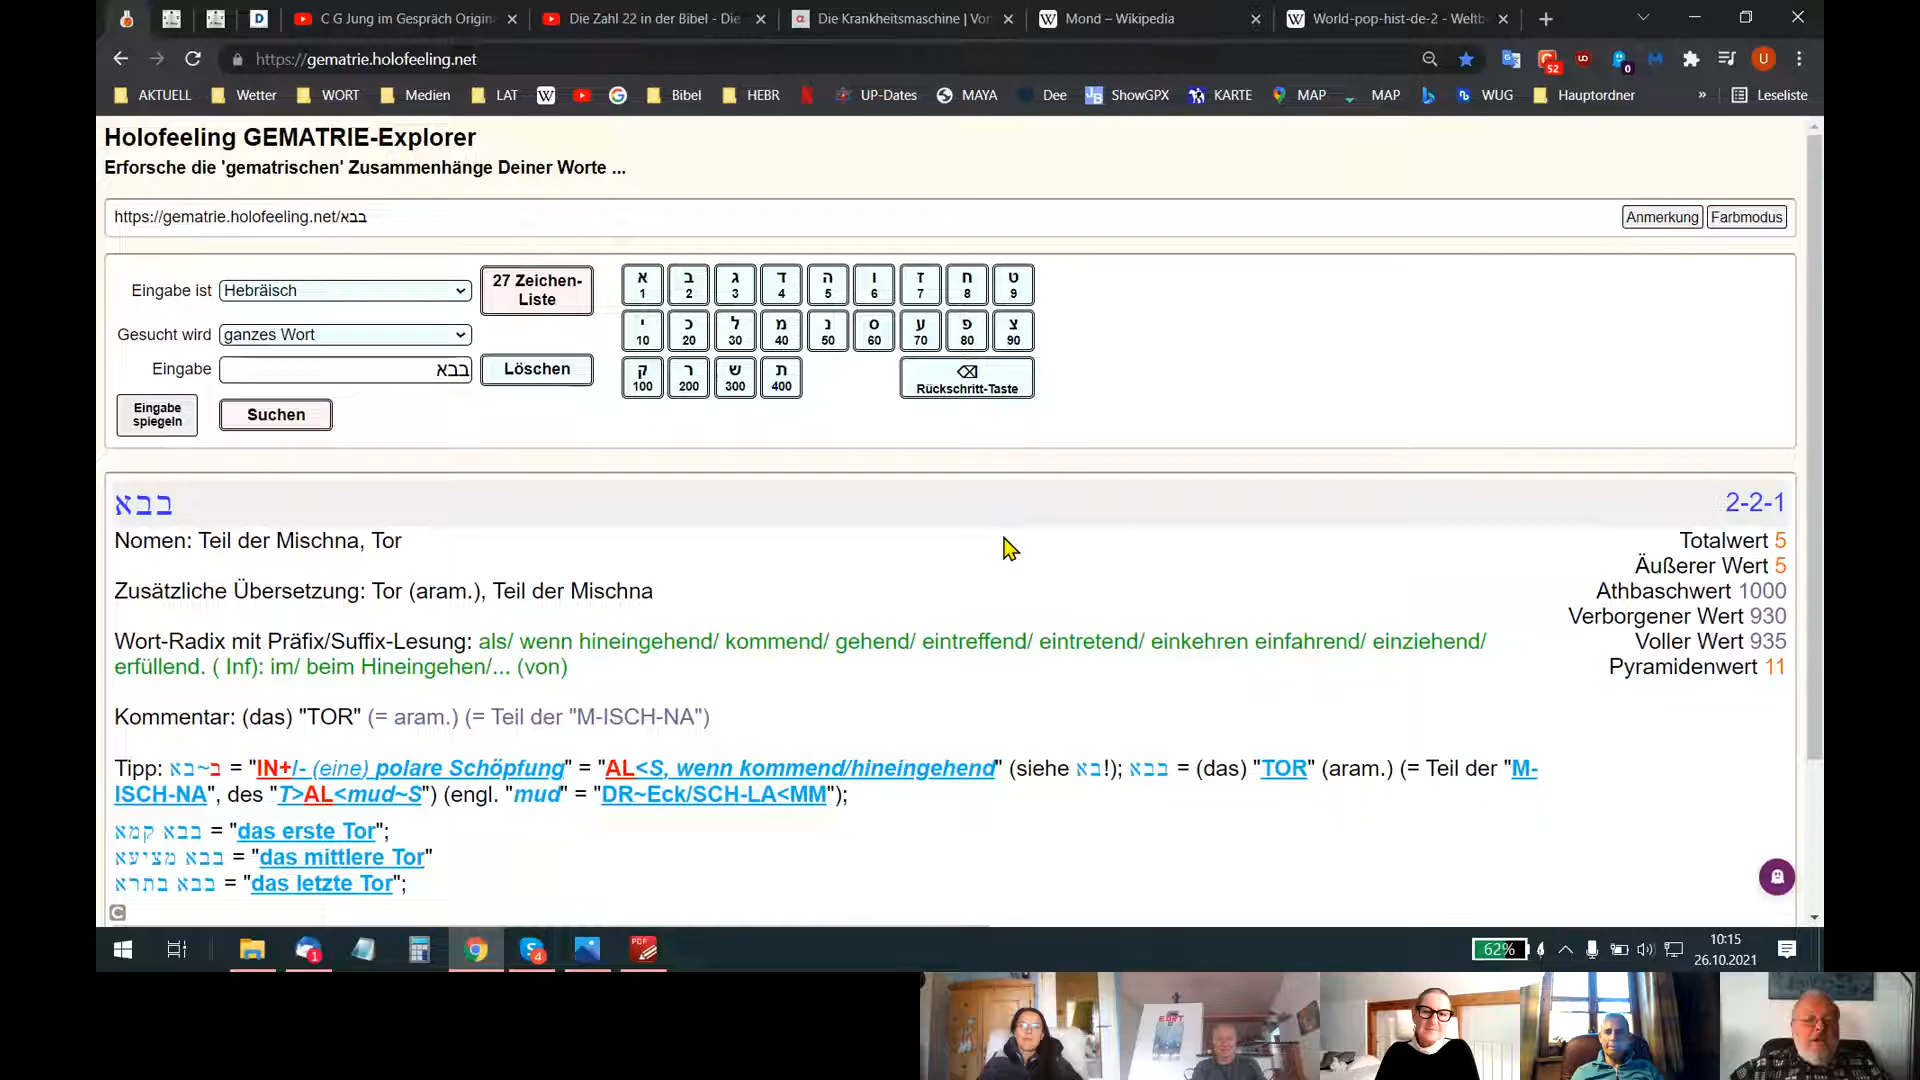 C G Jung im Gespräch Origin
Die Zahl 22 in der Bibel - Die
Die Krankheitsmaschine | Vor
Mond – Wikipedia
World-pop-hist-de-2 - Weltb
https://gematrie.holofeeling.net
AKTUELL Wetter WORT Medien LAT Bibel HEBR UP-Dates MAYA Dee ShowGPX KARTE MAP MAP WUG Hauptordner » Leseliste
Holofeeling GEMATRIE-Explorer
Erforsche die 'gematrischen' Zusammenhänge Deiner Worte ...
https://gematrie.holofeeling.net/בבא
Anmerkung Farbmodus
Eingabe ist Hebräisch
27 Zeichen-
Liste
Gesucht wird ganzes Wort
Eingabe בבא Löschen
Eingabe
spiegeln
Suchen
א ב ג ד ה ו ז ח ט
1 2 3 4 5 6 7 8 9
י כ ל מ נ ס ע פ צ
10 20 30 40 50 60 70 80 90
ק ר ש ת
100 200 300 400
Rückschritt-Taste
בבא 2-2-1
Nomen: Teil der Mischna, Tor
Totalwert 5
Äußerer Wert 5
Athbaschwert 1000
Verborgener Wert 930
Voller Wert 935
Pyramidenwert 11
Zusätzliche Übersetzung: Tor (aram.), Teil der Mischna
Wort-Radix mit Präfix/Suffix-Lesung: als/ wenn hineingehend/ kommend/ gehend/ eintreffend/ eintretend/ einkehren einfahrend/ einziehend/
erfüllend. ( Inf): im/ beim Hineingehen/... (von)
Kommentar: (das) "TOR" (= aram.) (= Teil der "M-ISCH-NA")
Tipp: ב~בא = "IN+/- (eine) polare Schöpfung" = "AL<S, wenn kommend/hineingehend" (siehe בא!); בבא = (das) "TOR" (aram.) (= Teil der "M-
ISCH-NA", des "T>AL<mud~S") (engl. "mud" = "DR~Eck/SCH-LA<MM");
בבא קמא = "das erste Tor";
בבא מציעא = "das mittlere Tor"
בבא בתרא = "das letzte Tor";
62%
10:15
26.10.2021